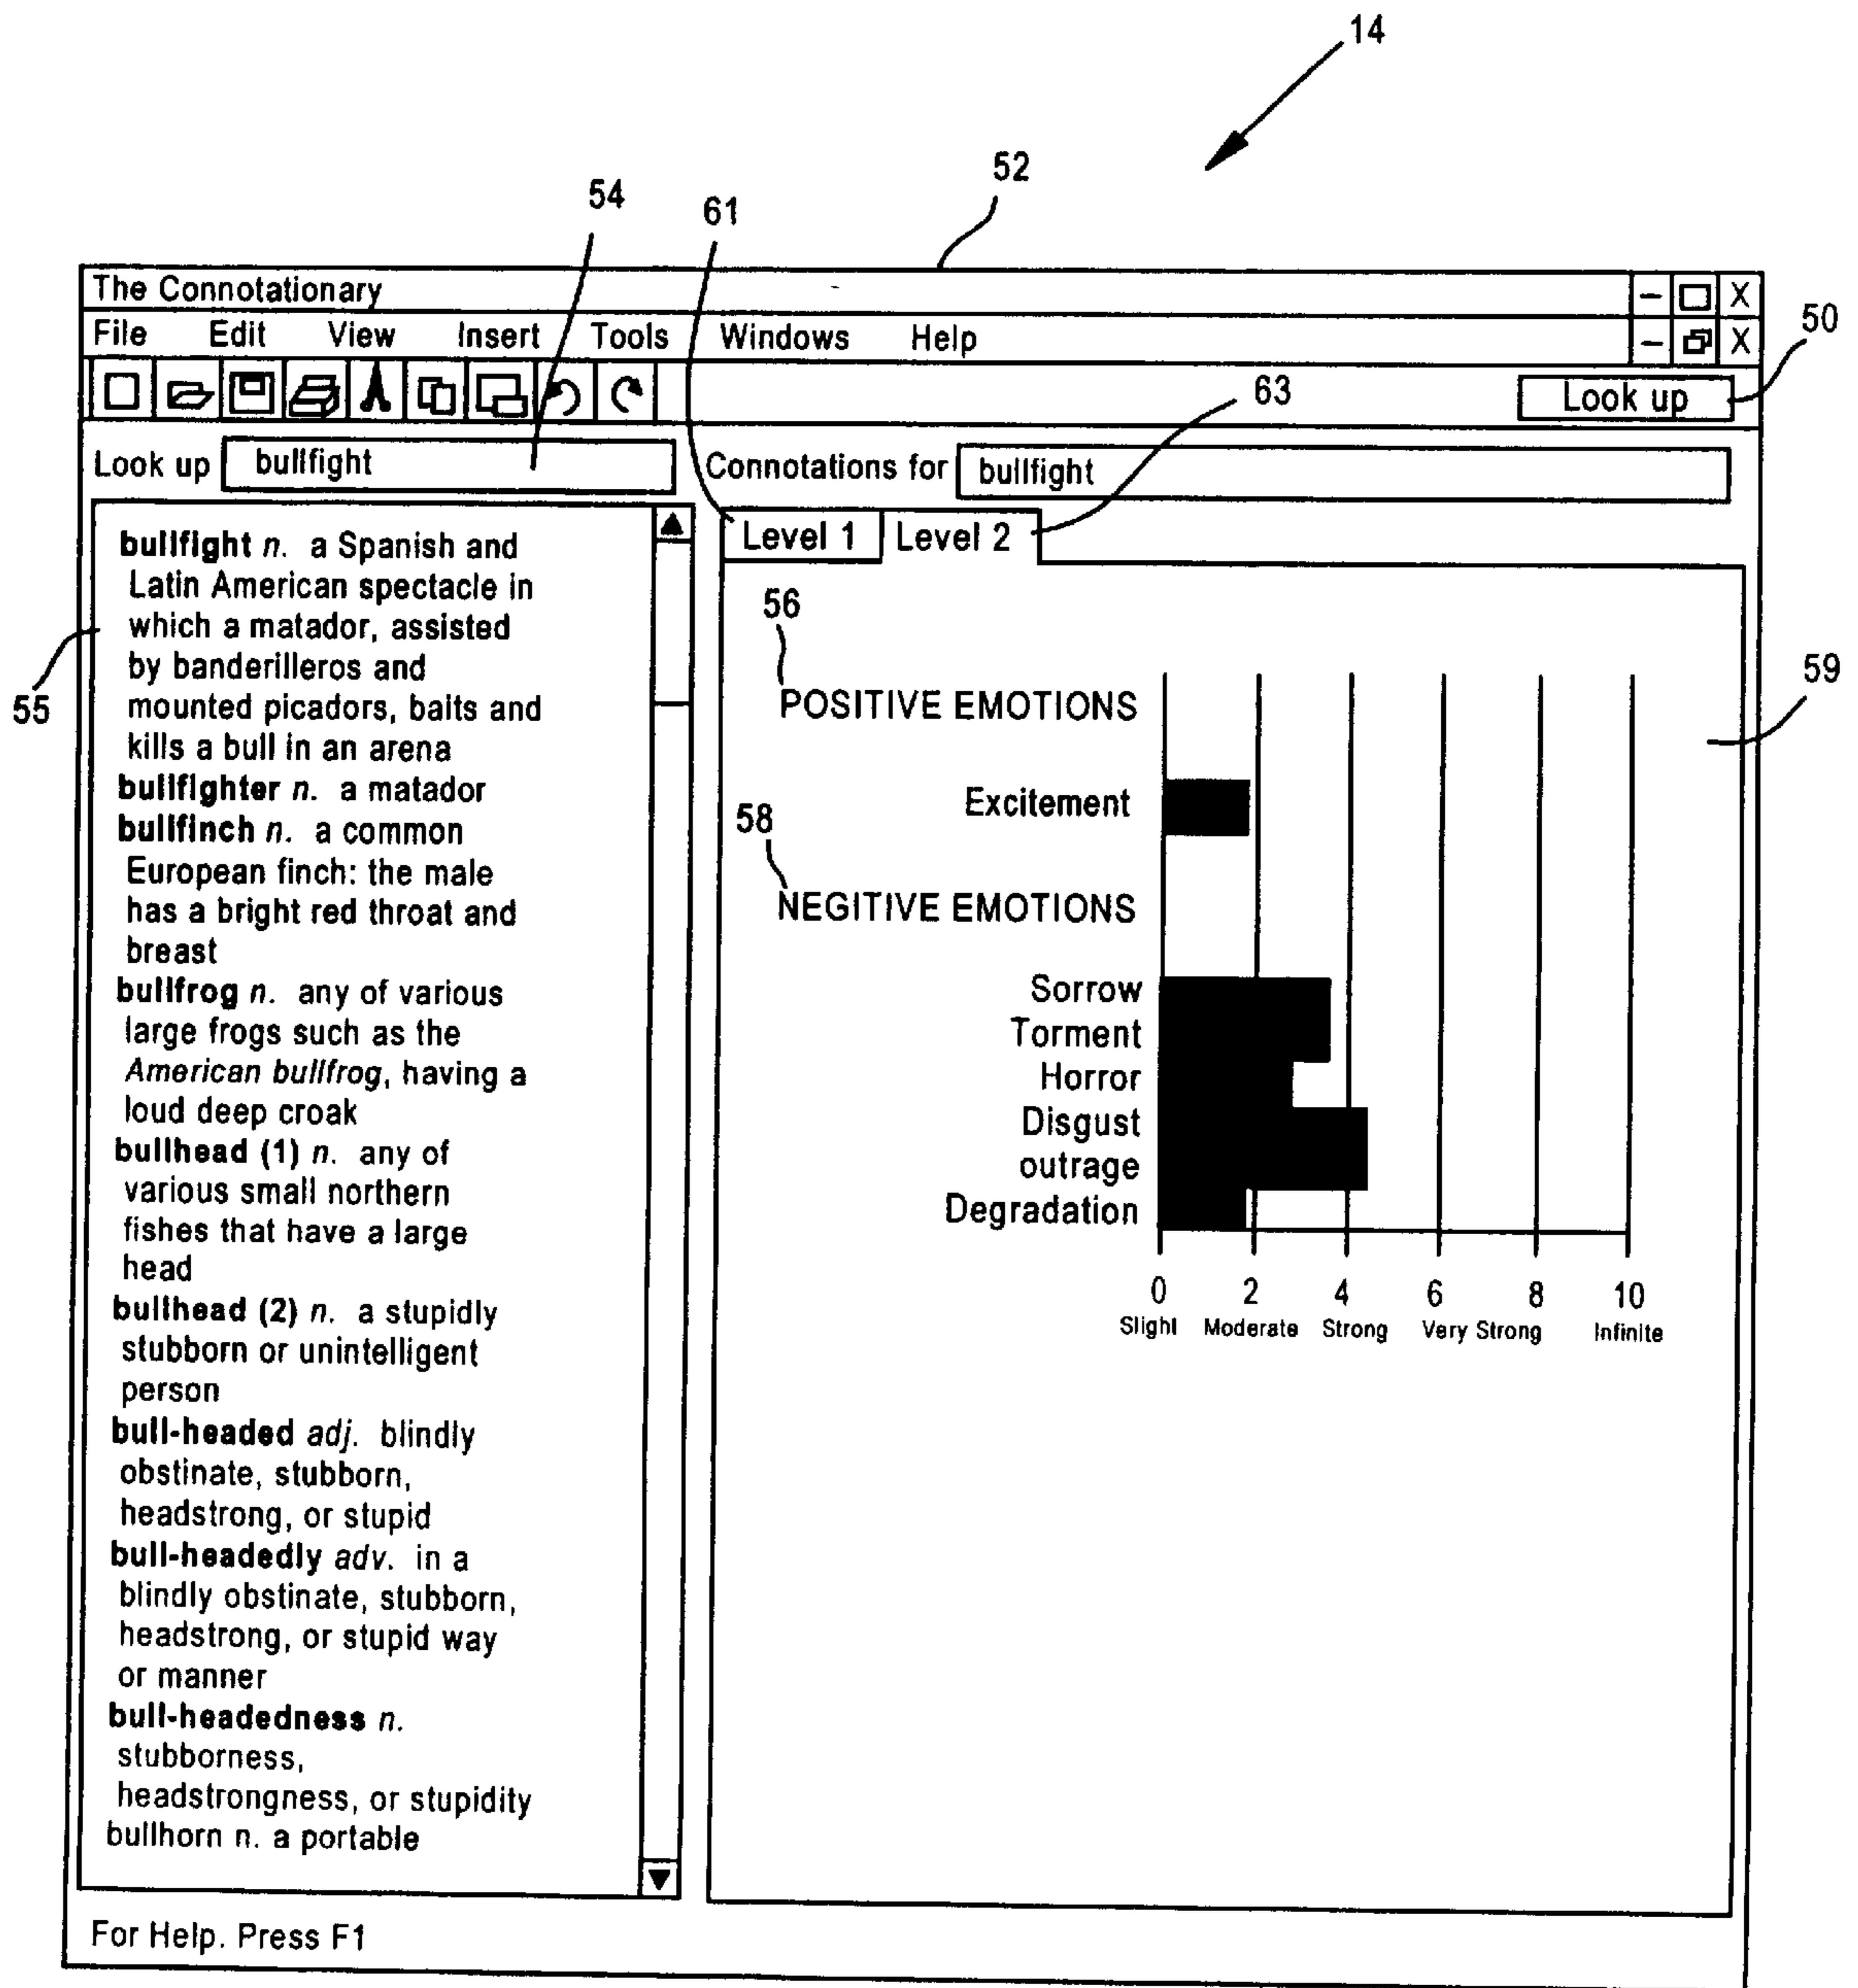 14
52
54
61
The Connotationary
X
File Edit View Insert Tools Windows Help
X
50
Look up
63
Look up bullfight
Connotations for bullfight
Level 1 Level 2
bullfight n. a Spanish and
Latin American spectacle in
which a matador, assisted
by banderilleros and
mounted picadors, baits and
kills a bull in an arena
bullfighter n. a matador
bullfinch n. a common
European finch: the male
has a bright red throat and
breast
bullfrog n. any of various
large frogs such as the
American bullfrog, having a
loud deep croak
bullhead (1) n. any of
various small northern
fishes that have a large
head
bullhead (2) n. a stupidly
stubborn or unintelligent
person
bull-headed adj. blindly
obstinate, stubborn,
headstrong, or stupid
bull-headedly adv. in a
blindly obstinate, stubborn,
headstrong, or stupid way
or manner
bull-headedness n.
stubborness,
headstrongness, or stupidity
bullhorn n. a portable
55
56
POSITIVE EMOTIONS
59
Excitement
58
NEGITIVE EMOTIONS
Sorrow
Torment
Horror
Disgust
outrage
Degradation
0 2 4 6 8 10
Slight Moderate Strong Very Strong Infinite
For Help. Press F1